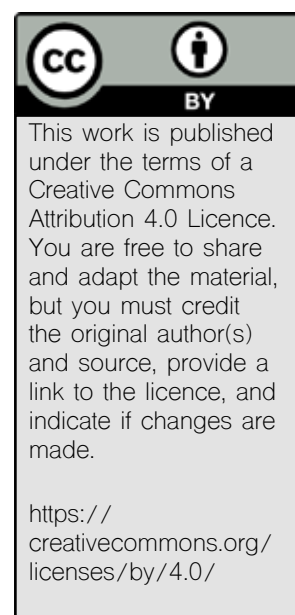 cc
BY
This work is published
under the terms of a
Creative Commons
Attribution 4.0 Licence.
You are free to share
and adapt the material,
but you must credit
the original author(s)
and source, provide a
link to the licence, and
indicate if changes are
made.
https://
creativecommons.org/
licenses/by/4.0/